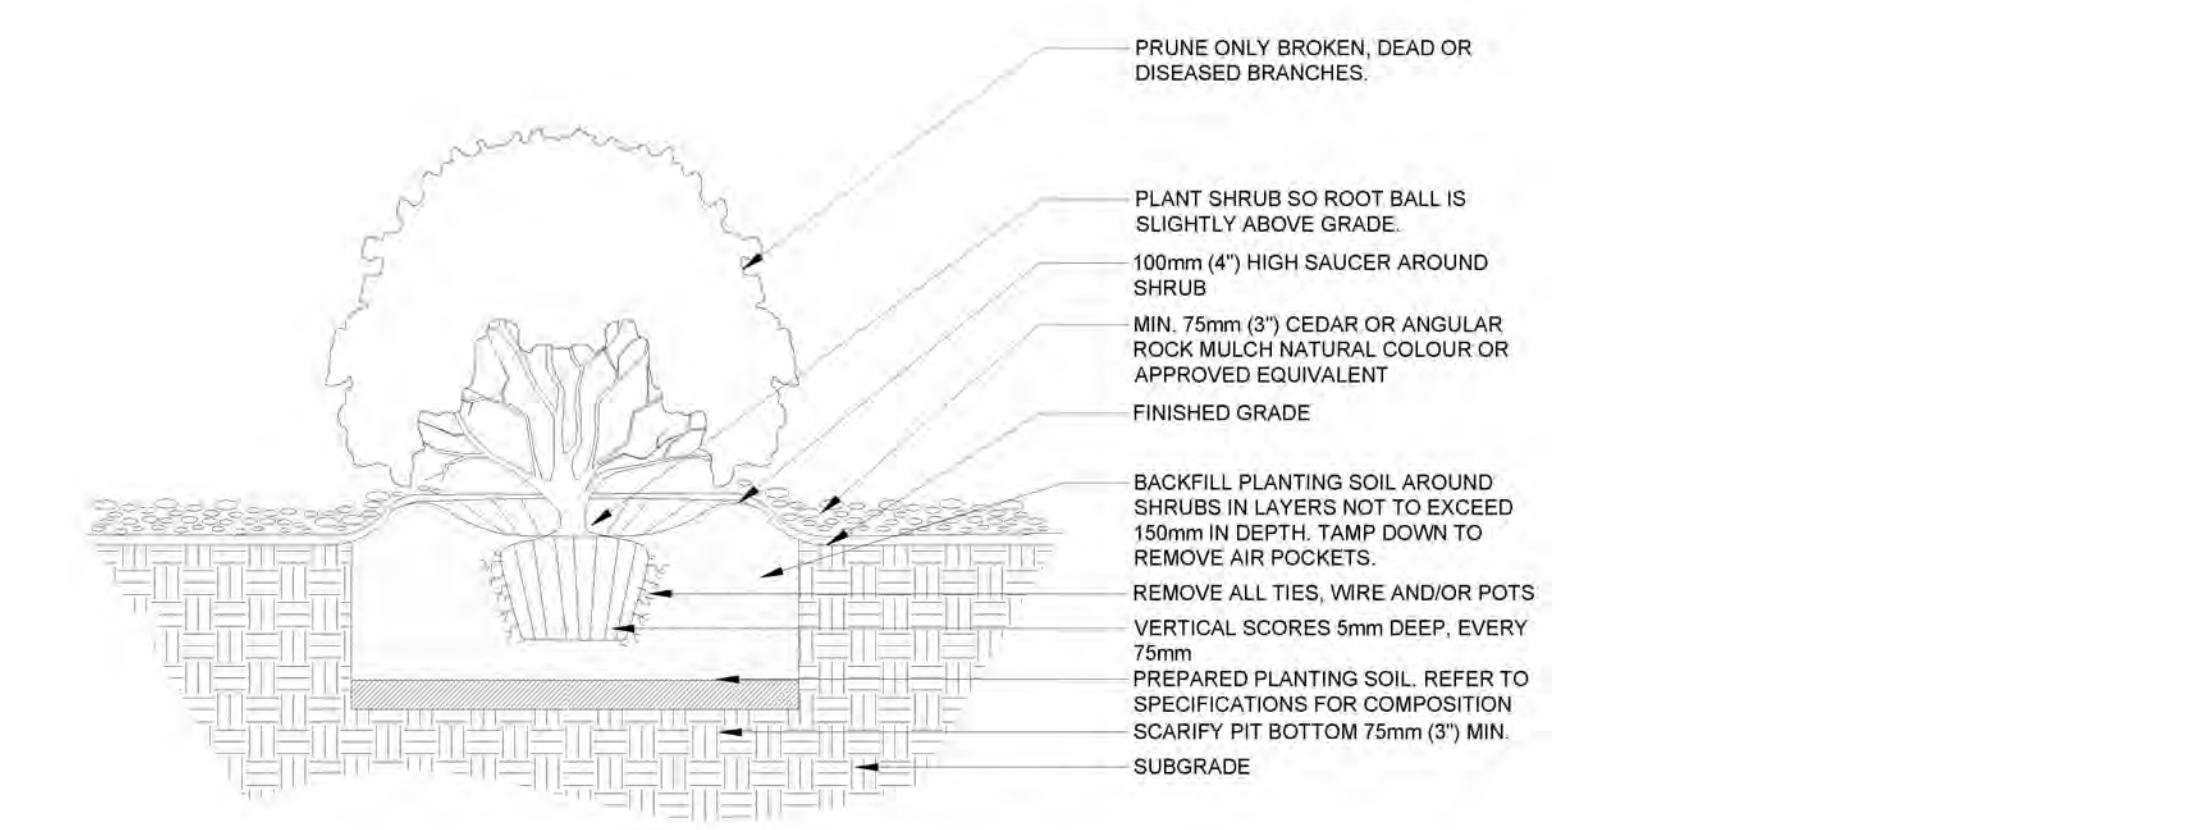 PRUNE ONLY BROKEN, DEAD OR
DISEASED BRANCHES.
PLANT SHRUB SO ROOT BALL IS
SLIGHTLY ABOVE GRADE.
100mm (4") HIGH SAUCER AROUND
SHRUB
MIN. 75mm (3") CEDAR OR ANGULAR
ROCK MULCH NATURAL COLOUR OR
APPROVED EQUIVALENT
FINISHED GRADE
BACKFILL PLANTING SOIL AROUND
SHRUBS IN LAYERS NOT TO EXCEED
150mm IN DEPTH. TAMP DOWN TO
REMOVE AIR POCKETS.
REMOVE ALL TIES, WIRE AND/OR POTS
VERTICAL SCORES 5mm DEEP, EVERY
75mm
PREPARED PLANTING SOIL. REFER TO
SPECIFICATIONS FOR COMPOSITION
SCARIFY PIT BOTTOM 75mm (3") MIN.
SUBGRADE